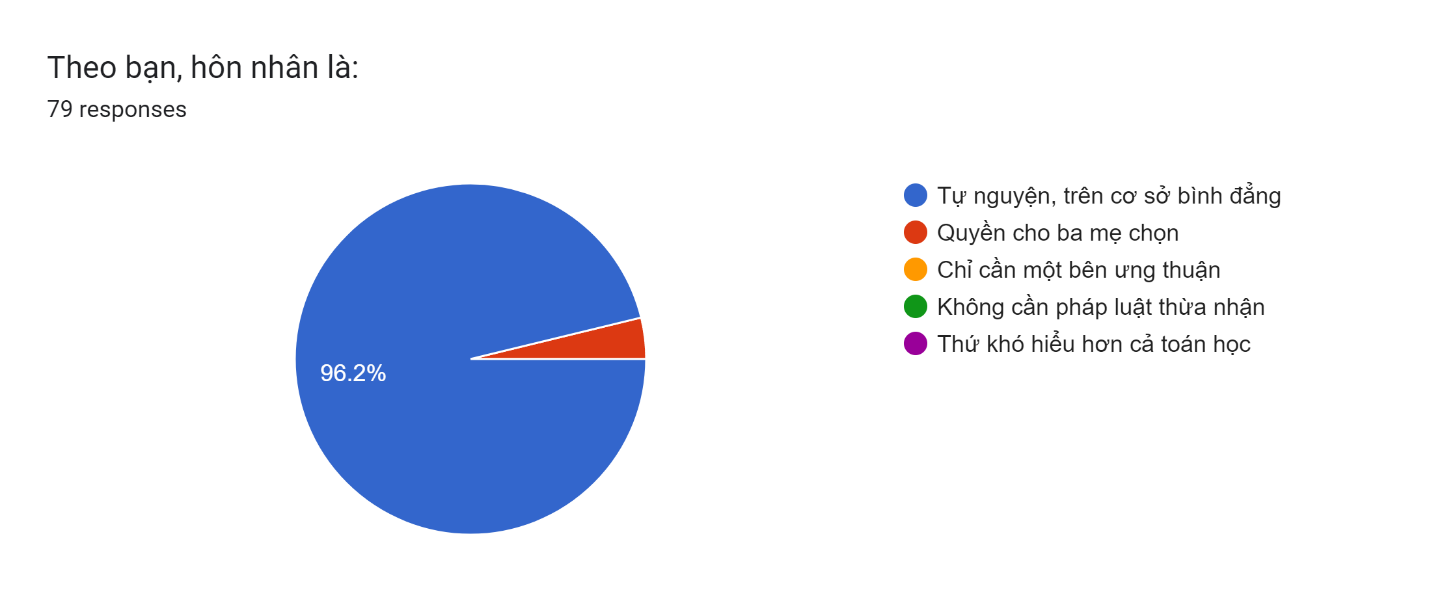 Theo bạn, hôn nhân là:
79 responses
96.2%
Tự nguyện, trên cơ sở bình đẳng
Quyền cho ba mẹ chọn
Chỉ cần một bên ưng thuận
Không cần pháp luật thừa nhận
Thứ khó hiểu hơn cả toán học